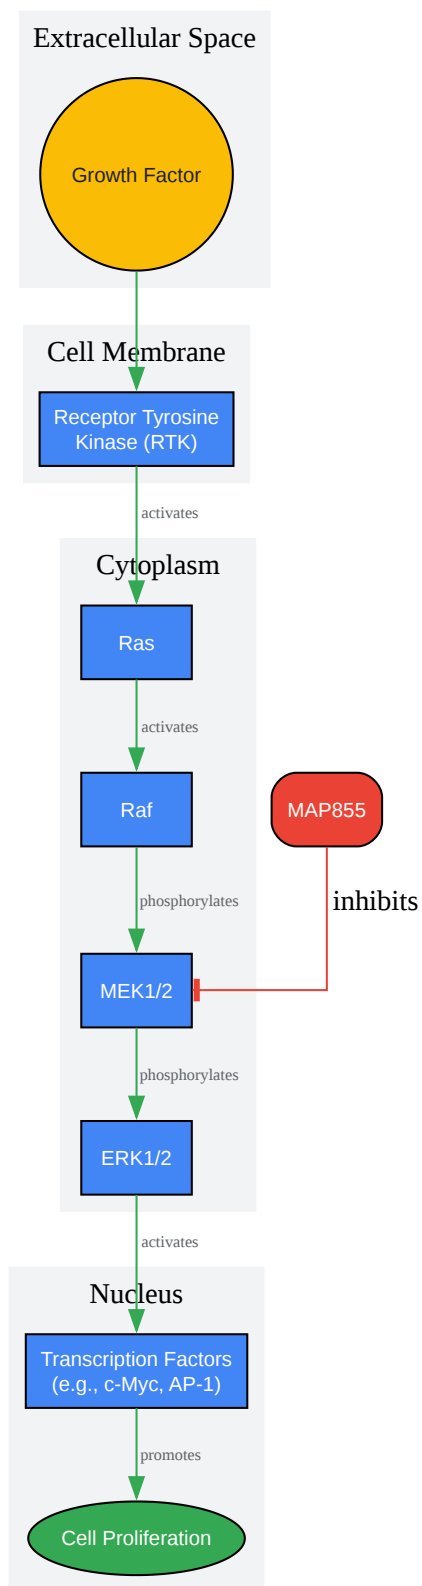 Extracellular Space
Growth Factor
Cell Membrane
Receptor Tyrosine
Kinase (RTK)
activates
Cytoplasm
Ras
activates
Raf
MAP855
phosphorylates
inhibits
MEK1/2
phosphorylates
ERK1/2
activates
Nucleus
Transcription Factors
(e.g., c-Myc, AP-1)
promotes
Cell Proliferation